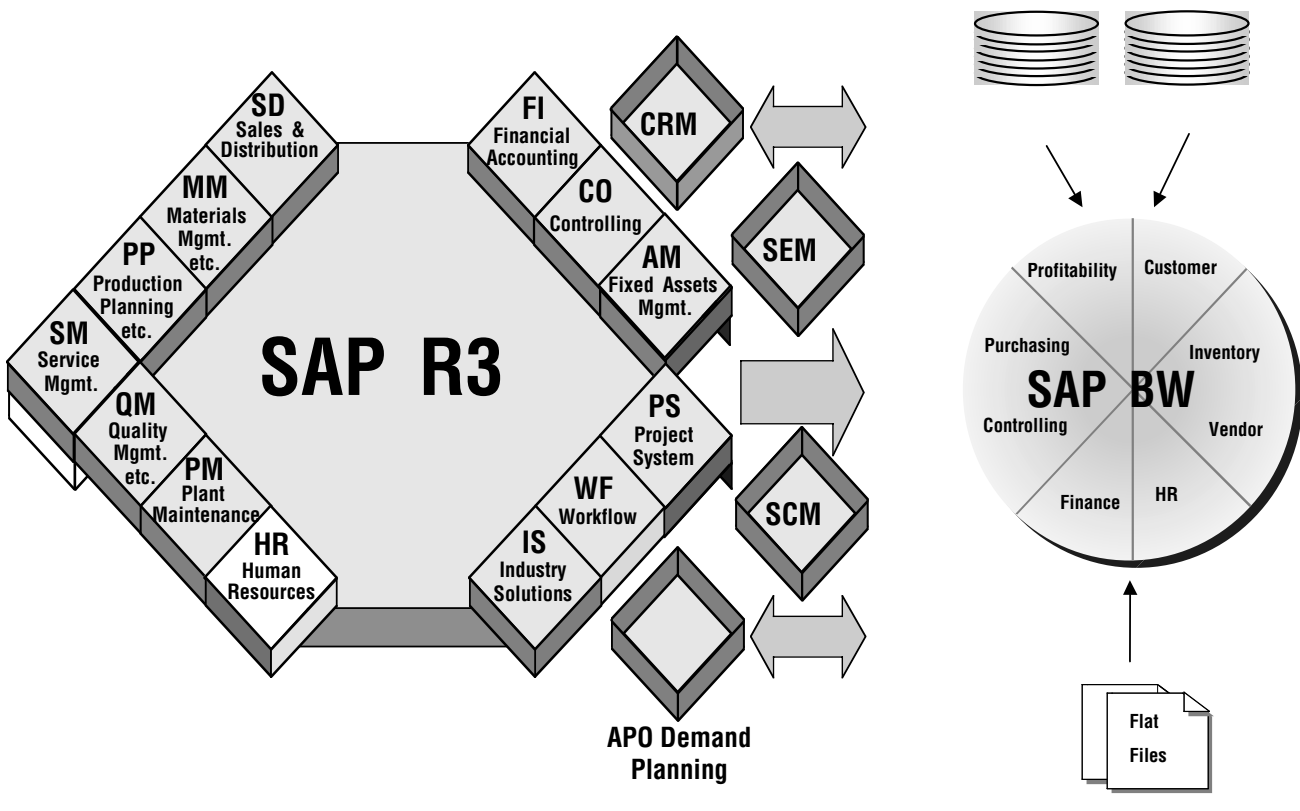 SD
Sales &
Distribution
MM
Materials
Mgmt.
etc.
PP
Production
Planning
etc.
SM
Service
Mgmt.
QM
Quality
Mgmt.
etc.
PM
Plant
Maintenance
HR
Human
Resources
SAP R3
FI
Financial
Accounting
CO
Controlling
AM
Fixed Assets
Mgmt.
PS
Project
System
WF
Workflow
IS
Industry
Solutions
CRM
SEM
SCM
APO Demand
Planning
Profitability
Customer
Purchasing
Inventory
SAP BW
Controlling
Vendor
Finance
HR
Flat
Files